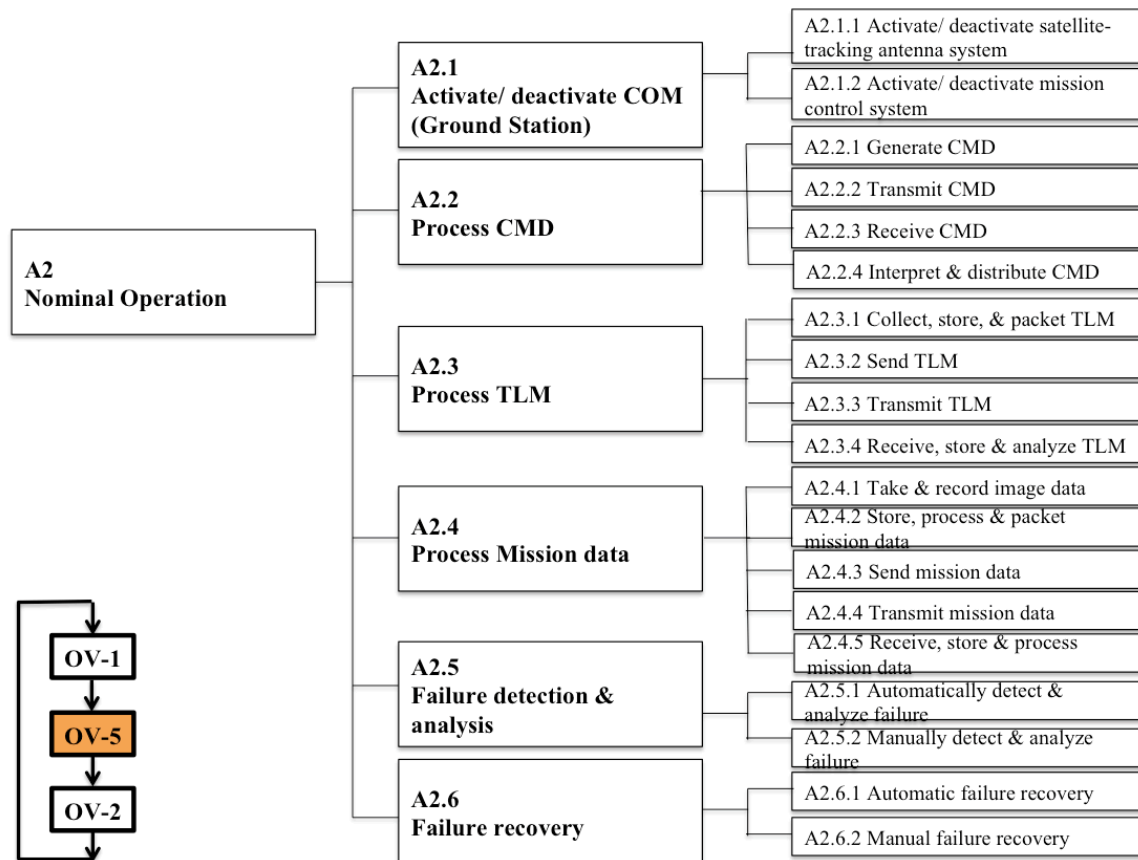 A2
Nominal Operation
A2.1
Activate/ deactivate COM
(Ground Station)
A2.1.1 Activate/ deactivate satellite-
tracking antenna system
A2.1.2 Activate/ deactivate mission
control system
A2.2
Process CMD
A2.2.1 Generate CMD
A2.2.2 Transmit CMD
A2.2.3 Receive CMD
A2.2.4 Interpret & distribute CMD
A2.3
Process TLM
A2.3.1 Collect, store, & packet TLM
A2.3.2 Send TLM
A2.3.3 Transmit TLM
A2.3.4 Receive, store & analyze TLM
A2.4
Process Mission data
A2.4.1 Take & record image data
A2.4.2 Store, process & packet
mission data
A2.4.3 Send mission data
A2.4.4 Transmit mission data
A2.4.5 Receive, store & process
mission data
A2.5
Failure detection &
analysis
A2.5.1 Automatically detect &
analyze failure
A2.5.2 Manually detect & analyze
failure
A2.6
Failure recovery
A2.6.1 Automatic failure recovery
A2.6.2 Manual failure recovery
OV-1
OV-5
OV-2